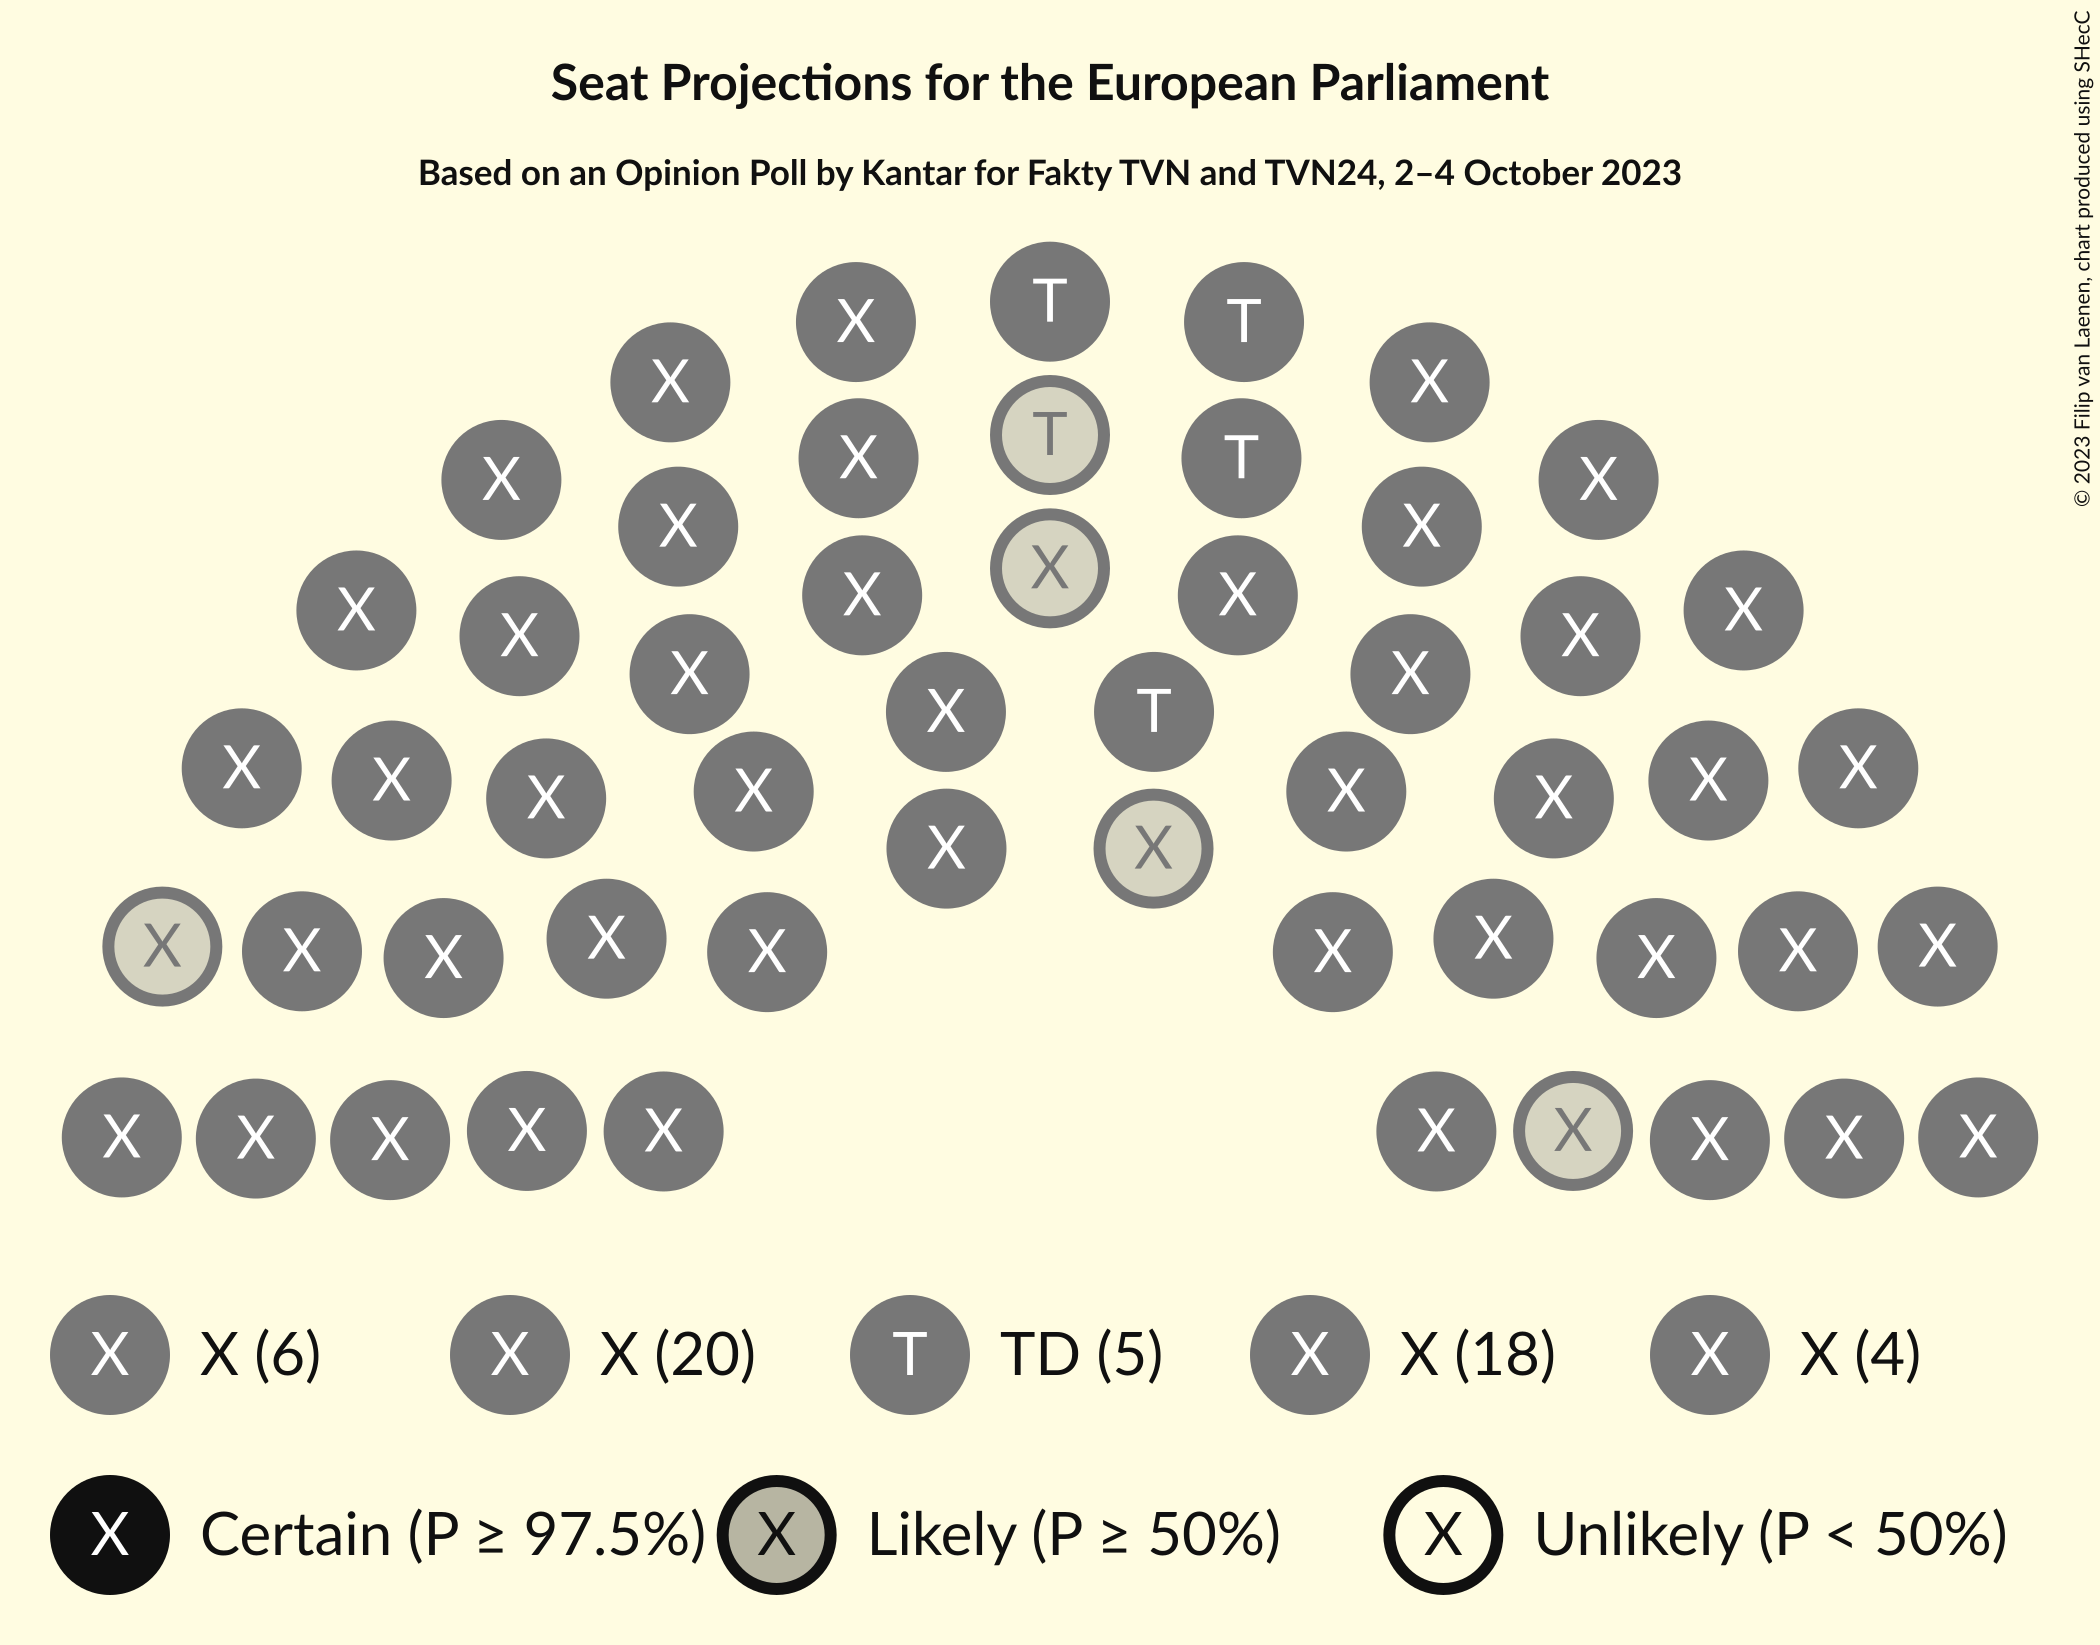 Seat Projections for the European Parliament
Based on an Opinion Poll by Kantar for Fakty TVN and TVN24, 2–4 October 2023
© 2023 Filip van Laenen, chart produced using SHecC
X T T
X X
X T X
X X T X X
X X X X X
X X X X
X T
X X X X X X X X
X X
X X X X X X X X X X
X X X X X X X X X X
X X (6) X X (20) T TD (5) X X (18) X X (4)
X Certain (P ≥ 97.5%) X Likely (P ≥ 50%) X Unlikely (P < 50%)